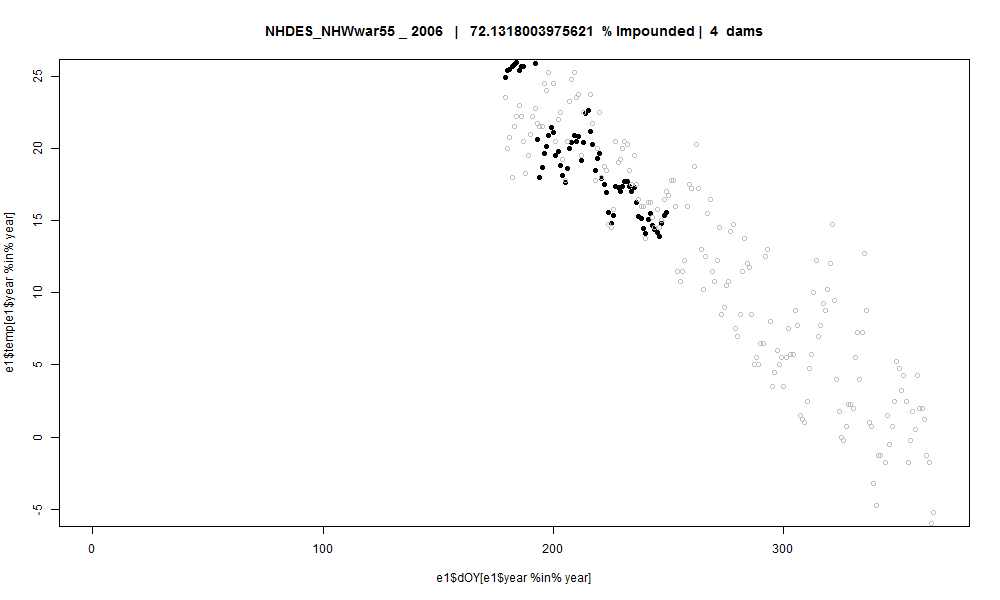 NHDES_NHWwar55 _ 2006 | 72.1318003975621 % Impounded | 4 dams
e1$temp[e1$year %in% year]
25
20
15
10
5
0
-5
0 100 200 300
e1$dOY[e1$year %in% year]